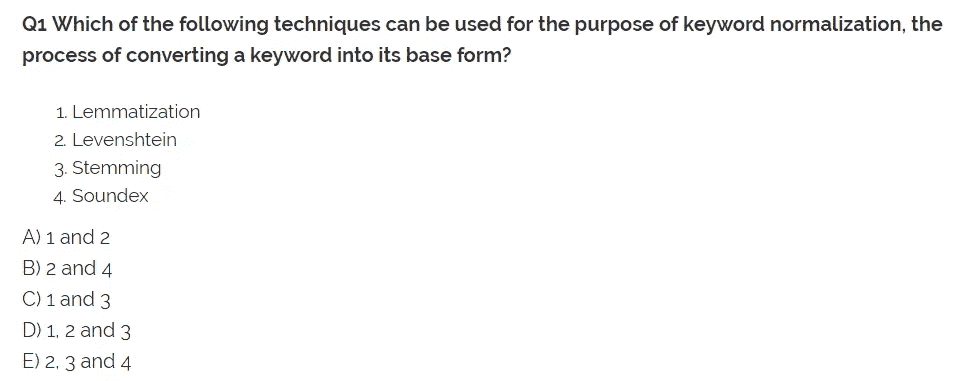 Q1 Which of the following techniques can be used for the purpose of keyword normalization, the
process of converting a keyword into its base form?
1. Lemmatization
2. Levenshtein
3. Stemming
4. Soundex
A) 1 and 2
B) 2 and 4
C) 1 and 3
D) 1, 2 and 3
E) 2, 3 and 4